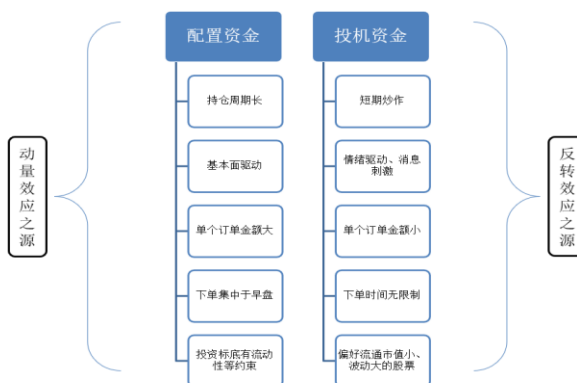 动量效应之源
配置资金
持仓周期长
基本面驱动
单个订单金额大
下单集中于早盘
投资标底有流动
性等约束
投机资金
短期炒作
情绪驱动、消息
刺激
单个订单金额小
下单时间无限制
偏好流通市值小、
波动大的股票
反转效应之源